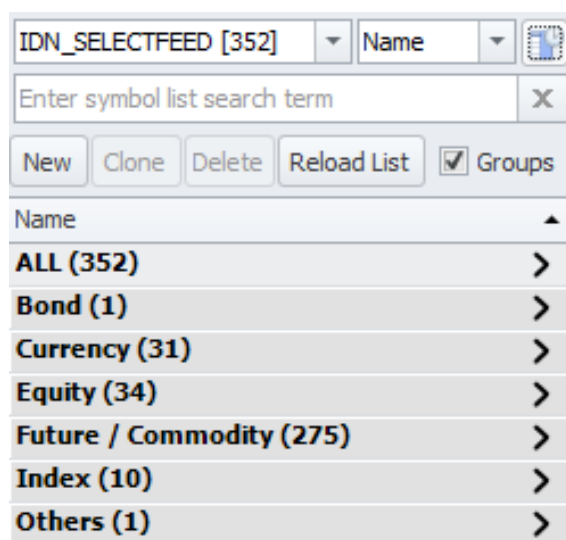 IDN_SELECTFEED [352] Name
Enter symbol list search term X
New Clone Delete Reload List Groups
Name
ALL (352)
Bond (1)
Currency (31)
Equity (34)
Future / Commodity (275)
Index (10)
Others (1)